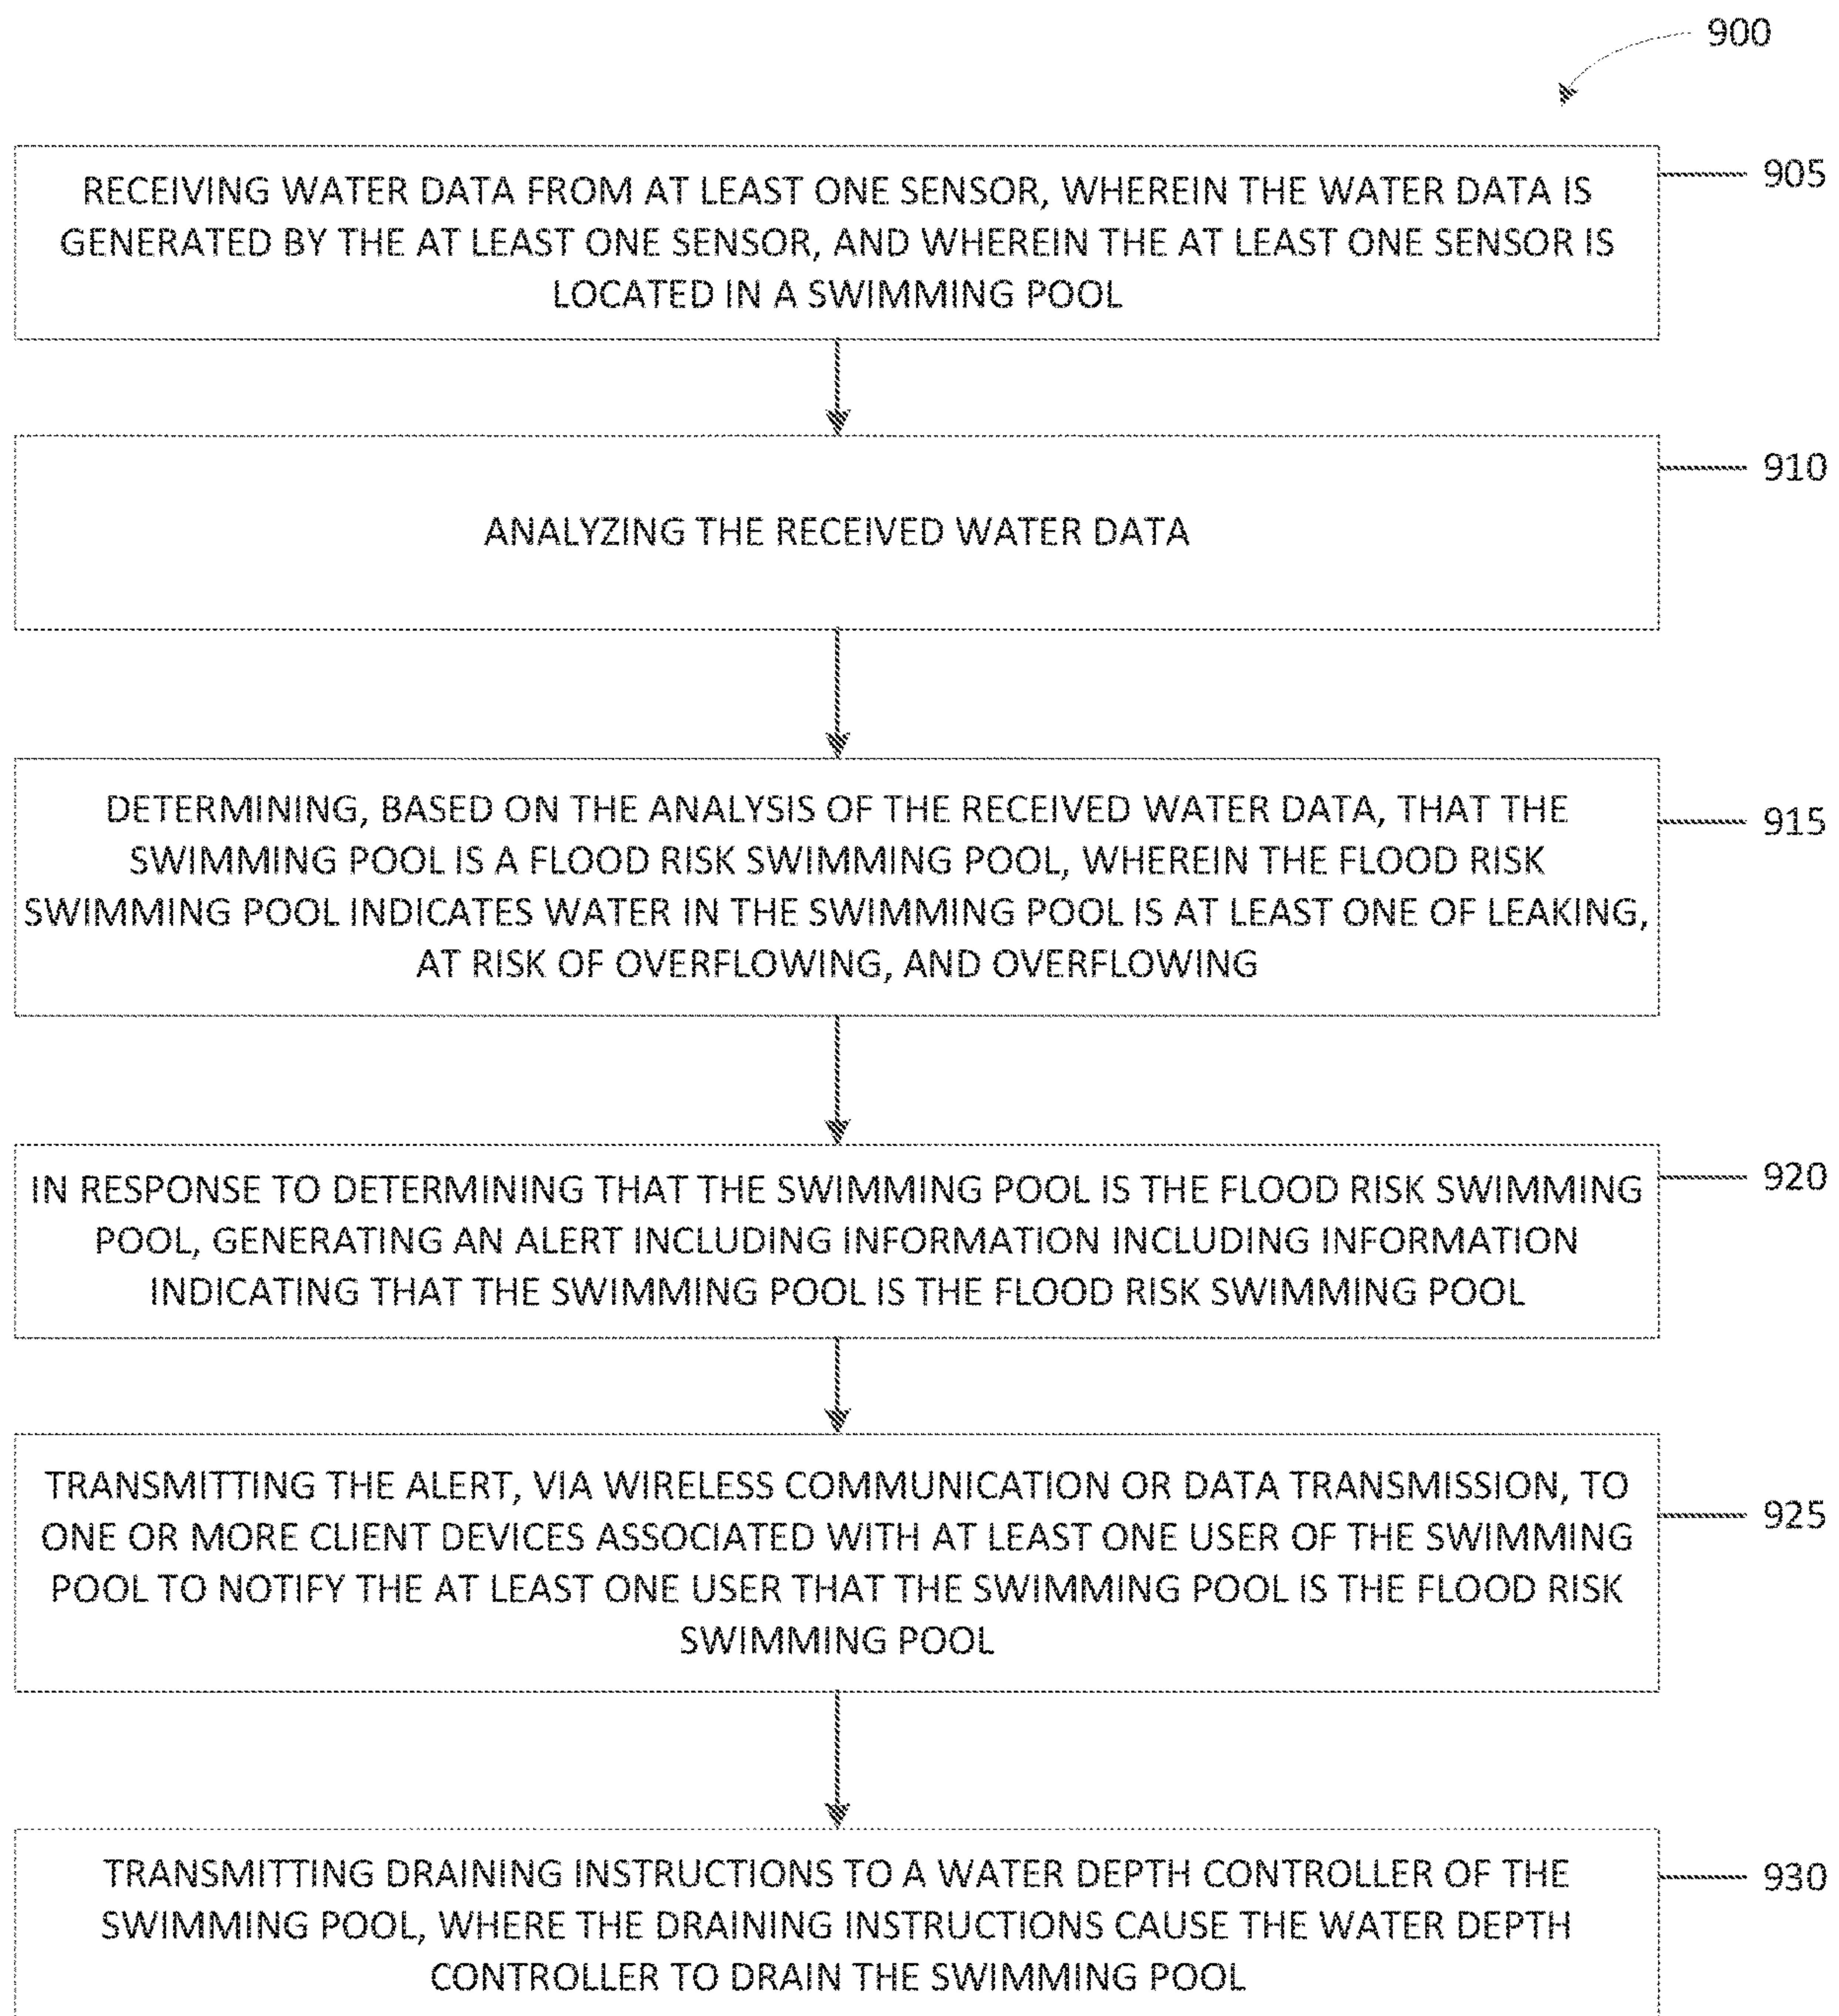 900
RECEIVING WATER DATA FROM AT LEAST ONE SENSOR, WHEREIN THE WATER DATA IS
GENERATED BY THE AT LEAST ONE SENSOR, AND WHEREIN THE AT LEAST ONE SENSOR IS
LOCATED IN A SWIMMING POOL
905
ANALYZING THE RECEIVED WATER DATA
910
DETERMINING, BASED ON THE ANALYSIS OF THE RECEIVED WATER DATA, THAT THE
SWIMMING POOL IS A FLOOD RISK SWIMMING POOL, WHEREIN THE FLOOD RISK
SWIMMING POOL INDICATES WATER IN THE SWIMMING POOL IS AT LEAST ONE OF LEAKING,
AT RISK OF OVERFLOWING, AND OVERFLOWING
915
IN RESPONSE TO DETERMINING THAT THE SWIMMING POOL IS THE FLOOD RISK SWIMMING
POOL, GENERATING AN ALERT INCLUDING INFORMATION INCLUDING INFORMATION
INDICATING THAT THE SWIMMING POOL IS THE FLOOD RISK SWIMMING POOL
920
TRANSMITTING THE ALERT, VIA WIRELESS COMMUNICATION OR DATA TRANSMISSION, TO
ONE OR MORE CLIENT DEVICES ASSOCIATED WITH AT LEAST ONE USER OF THE SWIMMING
POOL TO NOTIFY THE AT LEAST ONE USER THAT THE SWIMMING POOL IS THE FLOOD RISK
SWIMMING POOL
925
TRANSMITTING DRAINING INSTRUCTIONS TO A WATER DEPTH CONTROLLER OF THE
SWIMMING POOL, WHERE THE DRAINING INSTRUCTIONS CAUSE THE WATER DEPTH
CONTROLLER TO DRAIN THE SWIMMING POOL
930